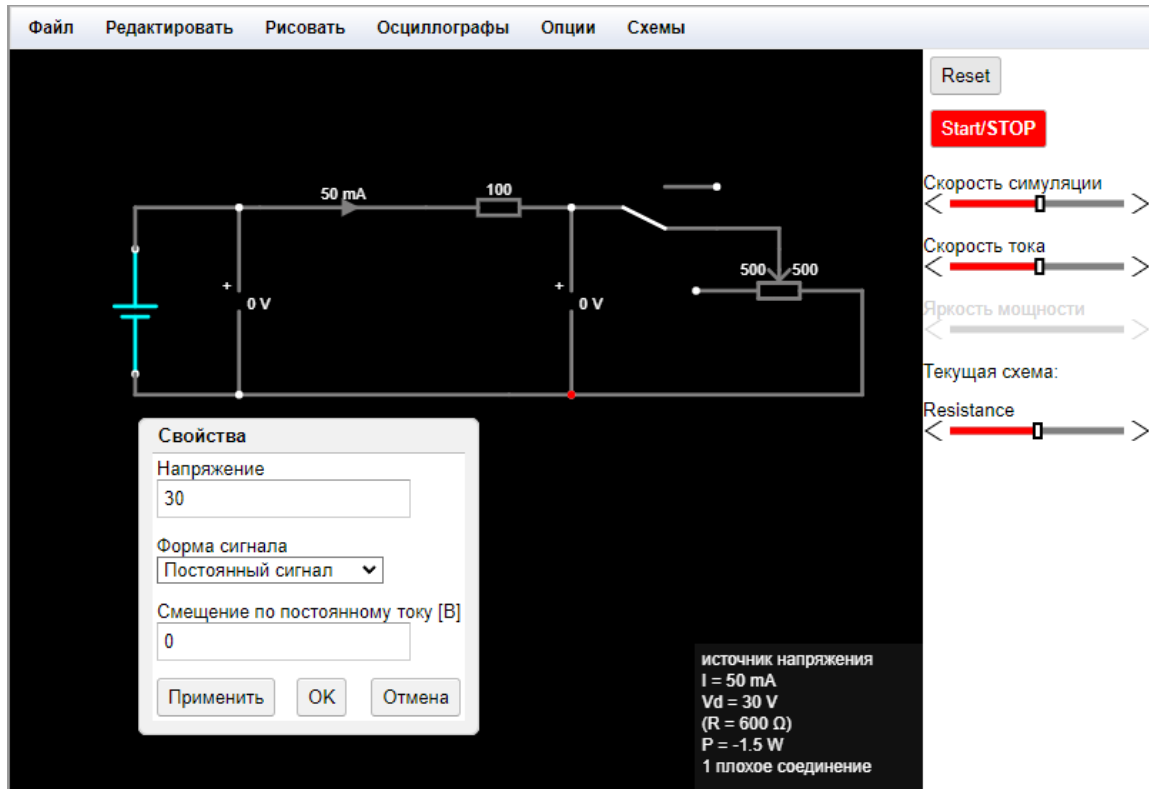 Файл Редактировать Рисовать Осциллографы Опции Схемы
Reset
Start/STOP
Скорость симуляции
Скорость тока
Яркость мощности
Текущая схема:
Resistance
50 mA
100
500 500
+
0 V
+
0 V
Свойства
Напряжение
30
Форма сигнала
Постоянный сигнал
Смещение по постоянному току [В]
0
Применить OK Отмена
источник напряжения
I = 50 mA
Vd = 30 V
(R = 600 Ω)
P = -1.5 W
1 плохое соединение